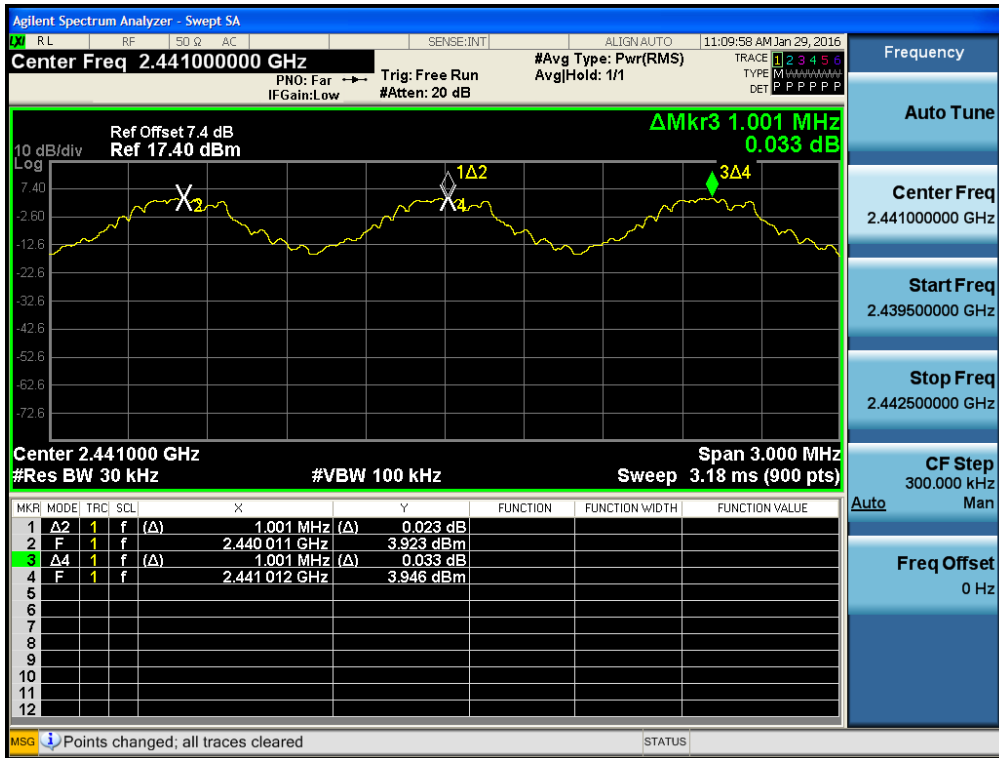 Agilent Spectrum Analyzer - Swept SA
LXI RL RF 50 Ω AC SENSE:INT ALIGN AUTO 11:09:58 AM Jan 29, 2016
Center Freq 2.441000000 GHz #Avg Type: Pwr(RMS) TRACE 1 2 3 4 5 6
PNO: Far Trig: Free Run Avg|Hold: 1/1 TYPE M WWWWW
IFGain:Low #Atten: 20 dB DET P P P P P P
Frequency
Auto Tune
Center Freq
2.441000000 GHz
Start Freq
2.439500000 GHz
Stop Freq
2.442500000 GHz
CF Step
300.000 kHz
Auto Man
Freq Offset
0 Hz
ΔMkr3 1.001 MHz
0.033 dB
Ref Offset 7.4 dB
10 dB/div Ref 17.40 dBm
Log
1Δ2 3Δ4
7.40
2 4
-2.60
-12.6
-22.6
-32.6
-42.6
-52.6
-62.6
-72.6
Center 2.441000 GHz Span 3.000 MHz
#Res BW 30 kHz #VBW 100 kHz Sweep 3.18 ms (900 pts)
MKR MODE TRC SCL X Y FUNCTION FUNCTION WIDTH FUNCTION VALUE
1 Δ2 1 f (Δ) 1.001 MHz (Δ) 0.023 dB
2 F 1 f 2.440 011 GHz 3.923 dBm
3 Δ4 1 f (Δ) 1.001 MHz (Δ) 0.033 dB
4 F 1 f 2.441 012 GHz 3.946 dBm
5
6
7
8
9
10
11
12
MSG Points changed; all traces cleared STATUS